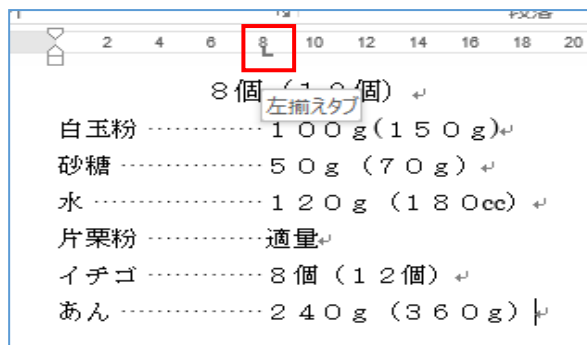 段落
2 4 6 8 10 12 14 16 18 20
8個（12個）↵
左揃えタブ
白玉粉 ············· １００g(１５０g)↵
砂糖 ················ ５０g（７０g）↵
水 ··················· １２０g（１８０cc）↵
片栗粉 ·············適量↵
イチゴ ············· 8個（１２個）↵
あん ················ ２４０g（３６０g）↵